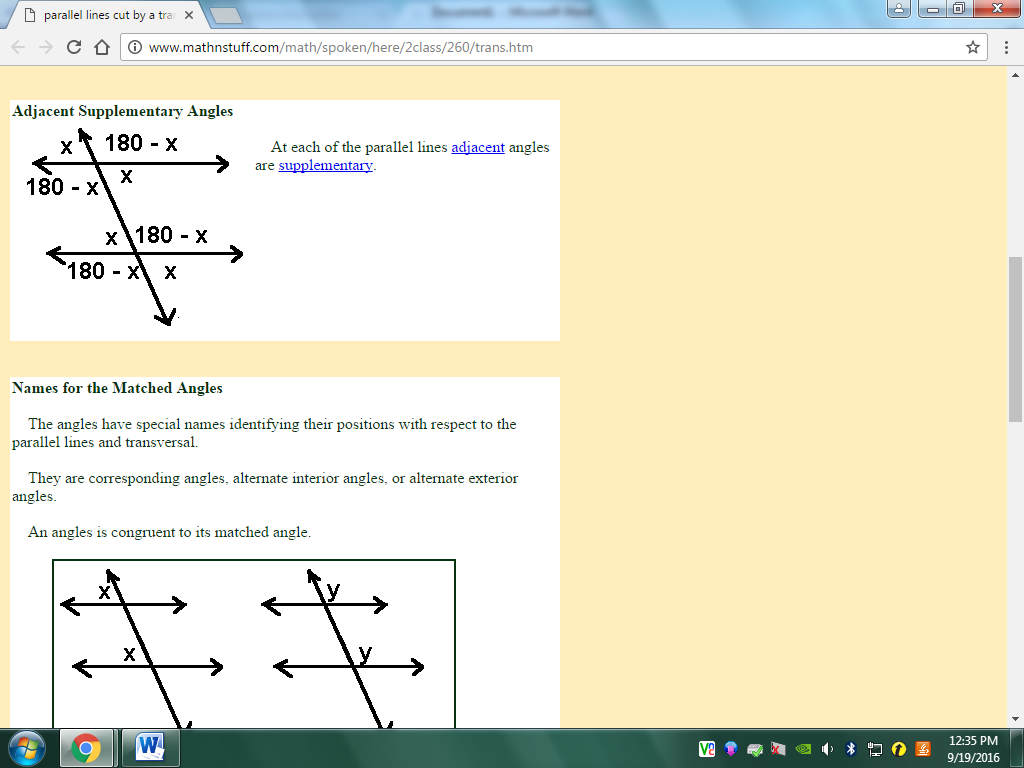 parallel lines cut by a tra
Document1 - Microsoft Word
www.mathnstuff.com/math/spoken/here/2class/260/trans.htm
Adjacent Supplementary Angles
x 180 - x
180 - x x
x 180 - x
180 - x x
At each of the parallel lines adjacent angles
are supplementary.
Names for the Matched Angles
The angles have special names identifying their positions with respect to the
parallel lines and transversal.
They are corresponding angles, alternate interior angles, or alternate exterior
angles.
An angles is congruent to its matched angle.
x y
x y
12:35 PM
9/19/2016